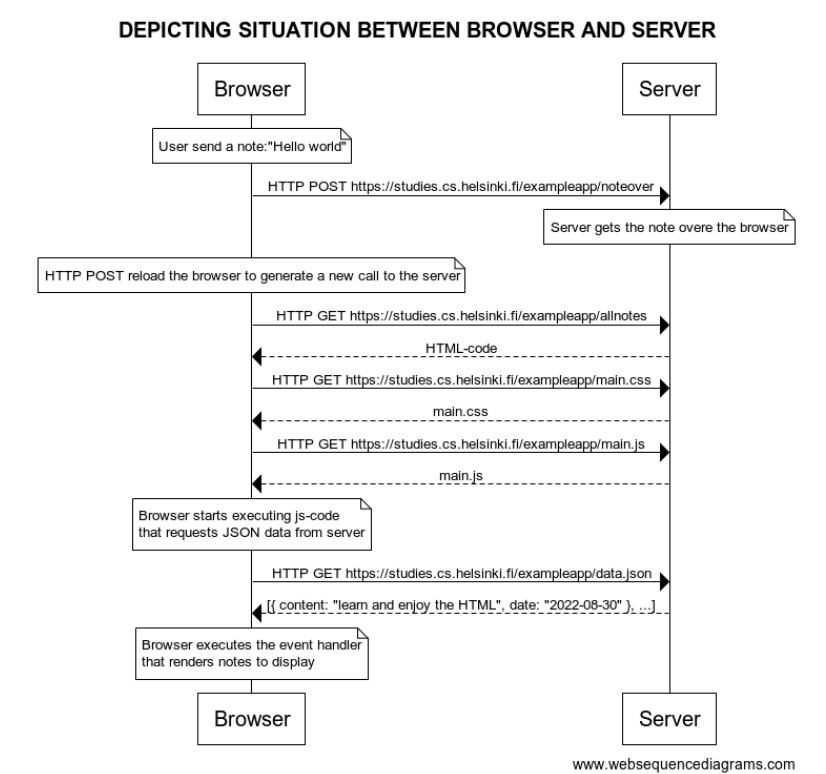 DEPICTING SITUATION BETWEEN BROWSER AND SERVER
Browser
Server
User send a note:"Hello world"
HTTP POST https://studies.cs.helsinki.fi/exampleapp/noteover
Server gets the note overe the browser
HTTP POST reload the browser to generate a new call to the server
HTTP GET https://studies.cs.helsinki.fi/exampleapp/allnotes
HTML-code
HTTP GET https://studies.cs.helsinki.fi/exampleapp/main.css
main.css
HTTP GET https://studies.cs.helsinki.fi/exampleapp/main.js
main.js
Browser starts executing js-code
that requests JSON data from server
HTTP GET https://studies.cs.helsinki.fi/exampleapp/data.json
[{ content: "learn and enjoy the HTML", date: "2022-08-30" }, ...]
Browser executes the event handler
that renders notes to display
Browser
Server
www.websequencediagrams.com